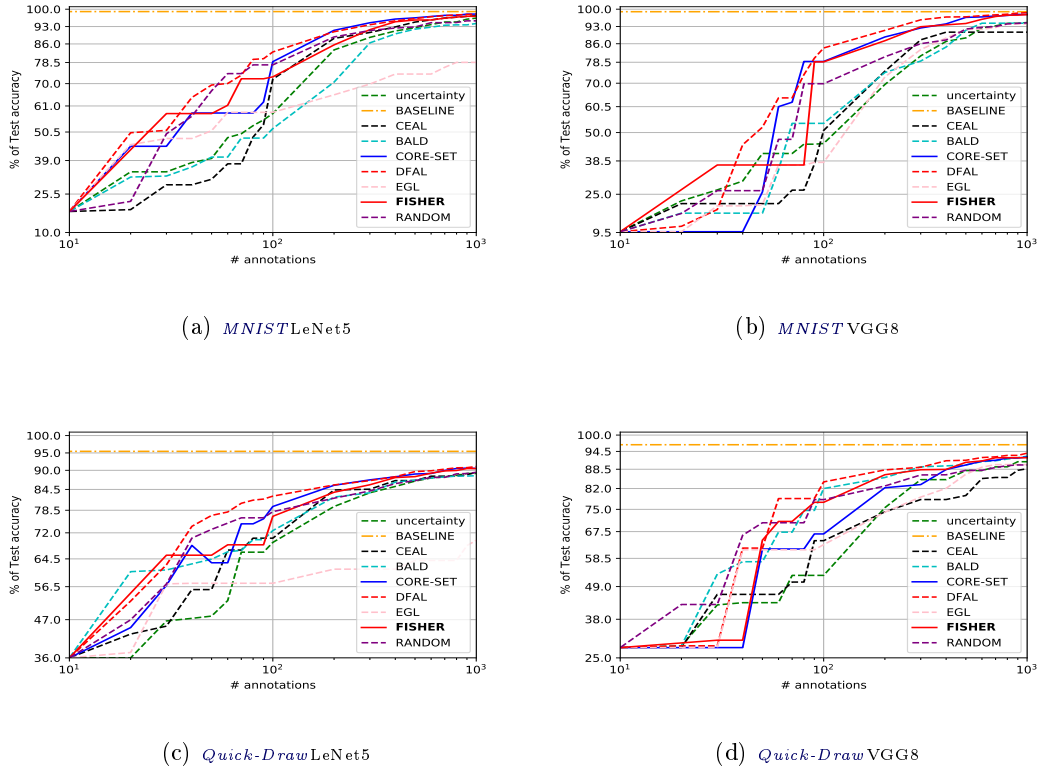 100.0
93.0
86.0
78.5
70.0
61.0
50.5
39.0
25.5
10.0
% of Test accuracy
10^1
10^2
10^3
# annotations
uncertainty
BASELINE
CEAL
BALD
CORE-SET
DFAL
EGL
FISHER
RANDOM
(a) MNIST LeNet5
100.0
93.0
86.0
78.5
70.0
60.5
50.5
38.5
25.0
9.5
% of Test accuracy
10^1
10^2
10^3
# annotations
uncertainty
BASELINE
CEAL
BALD
CORE-SET
DFAL
EGL
FISHER
RANDOM
(b) MNIST VGG8
100.0
95.0
90.0
84.5
78.5
72.0
64.5
56.5
47.0
36.0
% of Test accuracy
10^1
10^2
10^3
# annotations
uncertainty
BASELINE
CEAL
BALD
CORE-SET
DFAL
EGL
FISHER
RANDOM
(c) Quick-Draw LeNet5
100.0
94.5
88.5
82.0
75.0
67.5
58.5
49.0
38.0
25.0
% of Test accuracy
10^1
10^2
10^3
# annotations
uncertainty
BASELINE
CEAL
BALD
CORE-SET
DFAL
EGL
FISHER
RANDOM
(d) Quick-Draw VGG8